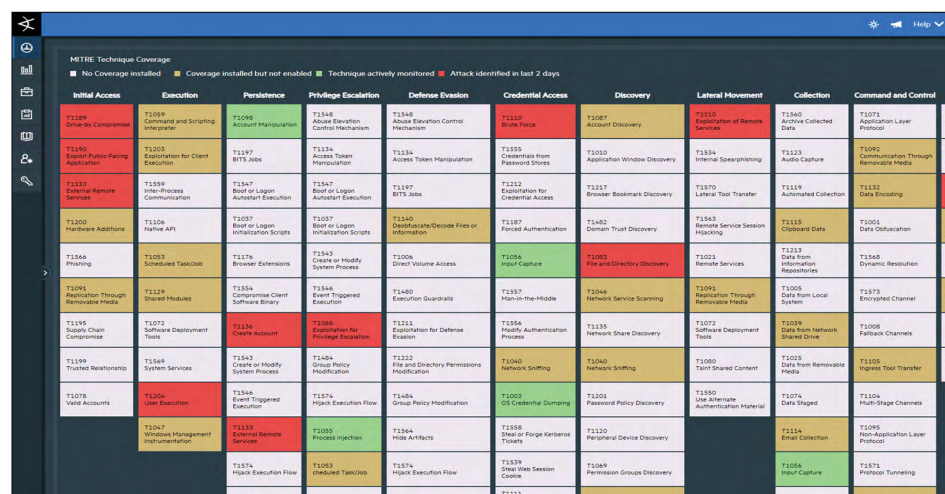 Help
MITRE Technique Coverage
No Coverage installed
Coverage installed but not enabled
Technique actively monitored
Attack identified in last 2 days
Initial Access
T1189
Drive-by Compromise
T1190
Exploit Public-Facing
Application
T1133
External Remote
Services
T1200
Hardware Additions
T1566
Phishing
T1091
Replication Through
Removable Media
T1195
Supply Chain
Compromise
T1199
Trusted Relationship
T1078
Valid Accounts
Execution
T1059
Command and Scripting
Interpreter
T1203
Exploitation for Client
Execution
T1559
Inter-Process
Communication
T1106
Native API
T1053
Scheduled Task/Job
T1129
Shared Modules
T1072
Software Deployment
Tools
T1569
System Services
T1204
User Execution
T1047
Windows Management
Instrumentation
Persistence
T1098
Account Manipulation
T1197
BITS Jobs
T1547
Boot or Logon
Autostart Execution
T1037
Boot or Logon
Initialization Scripts
T1176
Browser Extensions
T1554
Compromise Client
Software Binary
T1136
Create Account
T1543
Create or Modify
System Process
T1546
Event Triggered
Execution
T1133
External Remote
Services
T1574
Hijack Execution Flow
Privilege Escalation
T1548
Abuse Elevation
Control Mechanism
T1134
Access Token
Manipulation
T1547
Boot or Logon
Autostart Execution
T1037
Boot or Logon
Initialization Scripts
T1543
Create or Modify
System Process
T1546
Event Triggered
Execution
T1068
Exploitation for
Privilege Escalation
T1484
Group Policy
Modification
T1574
Hijack Execution Flow
T1055
Process Injection
T1053
cheduled Task/Job
Defense Evasion
T1548
Abuse Elevation Control
Mechanism
T1134
Access Token Manipulation
T1197
BITS Jobs
T1140
Deobfuscate/Decode Files or
Information
T1006
Direct Volume Access
T1480
Execution Guardrails
T1211
Exploitation for Defense
Evasion
T1222
File and Directory Permissions
Modification
T1484
Group Policy Modification
T1564
Hide Artifacts
T1574
Hijack Execution Flow
Credential Access
T1110
Brute Force
T1555
Credentials from
Password Stores
T1212
Exploitation for
Credential Access
T1187
Forced Authentication
T1056
Input Capture
T1557
Man-in-the-Middle
T1556
Modify Authentication
Process
T1040
Network Sniffing
T1003
OS Credential Dumping
T1558
Steal or Forge Kerberos
Tickets
T1539
Steal Web Session
Cookie
T1111
Discovery
T1087
Account Discovery
T1010
Application Window Discovery
T1217
Browser Bookmark Discovery
T1482
Domain Trust Discovery
T1083
File and Directory Discovery
T1046
Network Service Scanning
T1135
Network Share Discovery
T1040
Network Sniffing
T1201
Password Policy Discovery
T1120
Peripheral Device Discovery
T1069
Permission Groups Discovery
Lateral Movement
T1210
Exploitation of Remote
Services
T1534
Internal Spearphishing
T1570
Lateral Tool Transfer
T1563
Remote Service Session
Hijacking
T1021
Remote Services
T1091
Replication Through
Removable Media
T1072
Software Deployment
Tools
T1080
Taint Shared Content
T1550
Use Alternate
Authentication Material
Collection
T1560
Archive Collected
Data
T1123
Audio Capture
T1119
Automated Collection
T1115
Clipboard Data
T1213
Data from
Information
Repositories
T1005
Data from Local
System
T1039
Data from Network
Shared Drive
T1025
Data from Removable
Media
T1074
Data Staged
T1114
Email Collection
T1056
Input Capture
Command and Control
T1071
Application Layer
Protocol
T1092
Communication Through
Removable Media
T1132
Data Encoding
T1001
Data Obfuscation
T1568
Dynamic Resolution
T1573
Encrypted Channel
T1008
Fallback Channels
T1105
Ingress Tool Transfer
T1104
Multi-Stage Channels
T1095
Non-Application Layer
Protocol
T1571
Protocol Tunneling